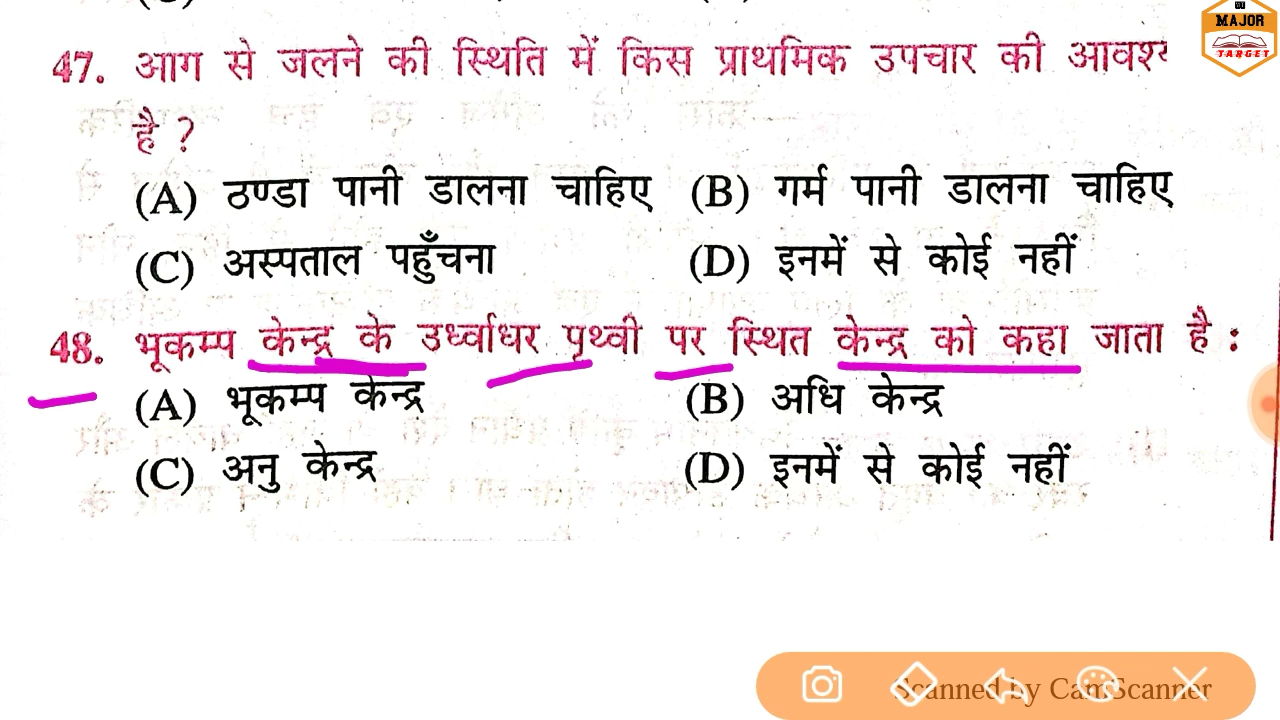 MAJOR
TARGET
47. आग से जलने की स्थिति में किस प्राथमिक उपचार की
है ?
(A) ठण्डा पानी डालना चाहिए (B) गर्म पानी डालना चाहिए
(C) अस्पताल पहुँचना (D) इनमें से कोई नहीं
48. भूकम्प केन्द्र के उर्ध्वाधर पृथ्वी पर स्थित केन्द्र को कहा जाता है :
(A) भूकम्प केन्द्र (B) अधि केन्द्र
(C) अनु केन्द्र (D) इनमें से कोई नहीं
Scanned by CamScanner